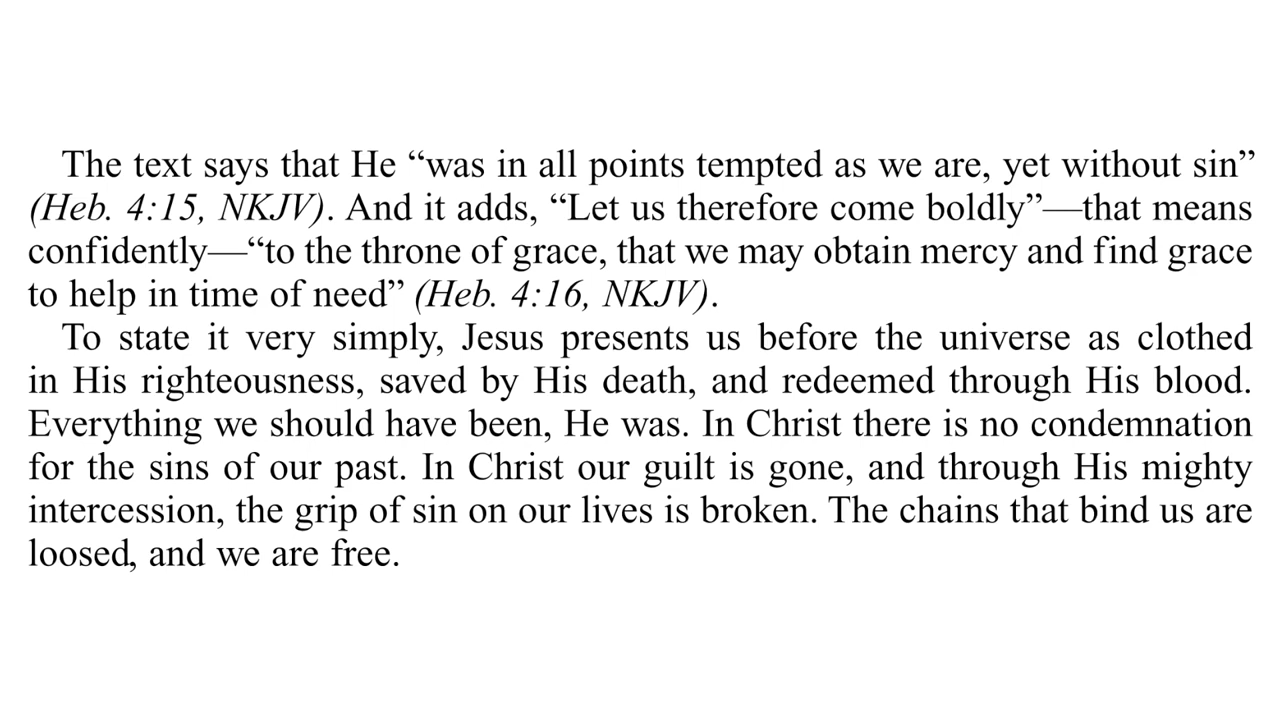 The text says that He “was in all points tempted as we are, yet without sin”
(Heb. 4:15, NKJV). And it adds, “Let us therefore come boldly”—that means
confidently—“to the throne of grace, that we may obtain mercy and find grace
to help in time of need” (Heb. 4:16, NKJV).
To state it very simply, Jesus presents us before the universe as clothed
in His righteousness, saved by His death, and redeemed through His blood.
Everything we should have been, He was. In Christ there is no condemnation
for the sins of our past. In Christ our guilt is gone, and through His mighty
intercession, the grip of sin on our lives is broken. The chains that bind us are
loosed, and we are free.